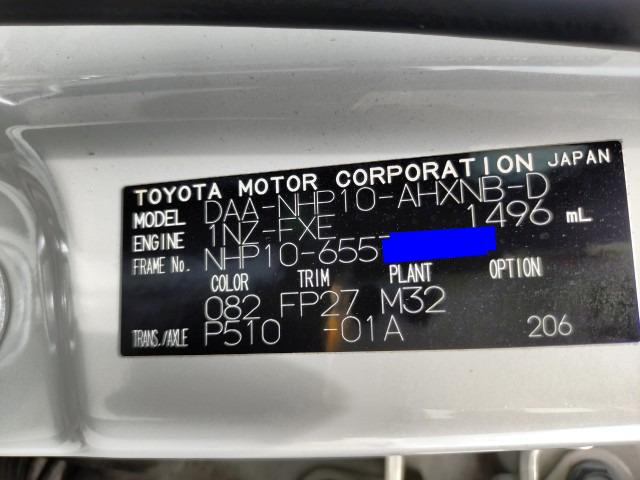 TOYOTA MOTOR CORPORATION JAPAN
MODEL DAA-NHP10-AHXNB-D
ENGINE 1NZ-FXE 1496 mL
FRAME No. NHP10-655
COLOR TRIM PLANT OPTION
082 FP27 M32
TRANS./AXLE P510 -01A 206